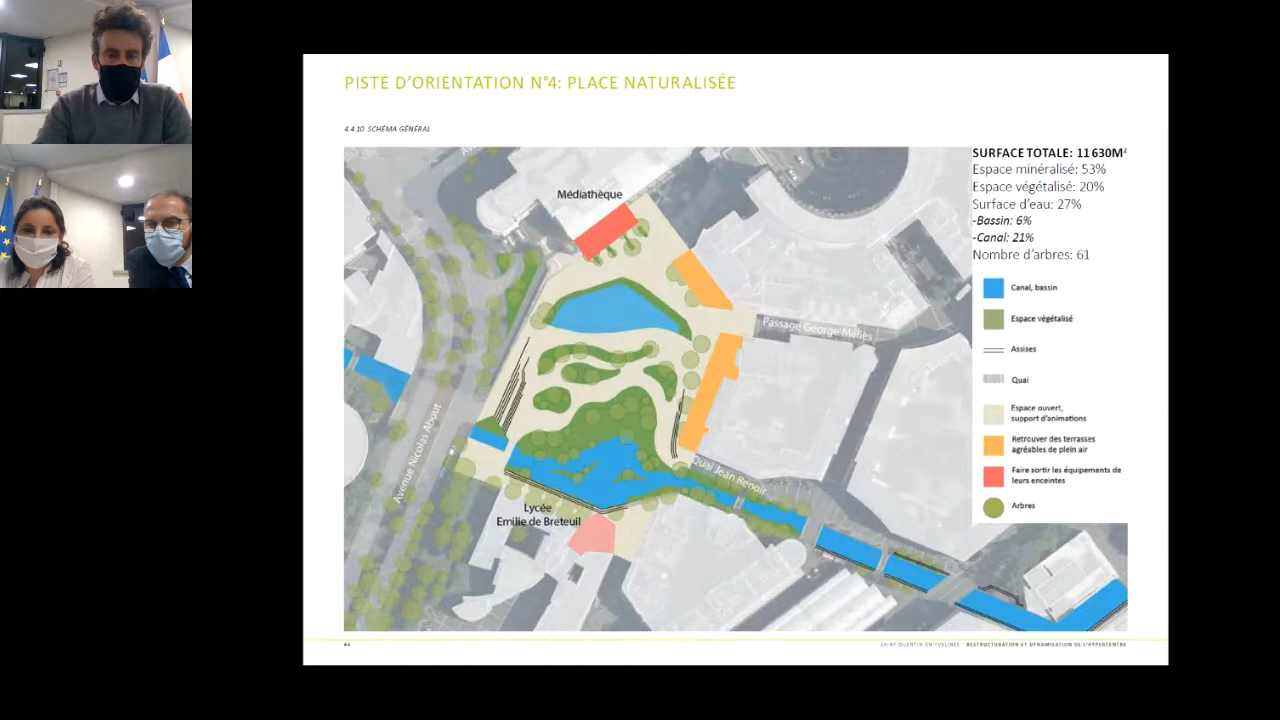 PISTE D'ORIENTATION N°4: PLACE NATURALISÉE
4.4.10 SCHÉMA GÉNÉRAL
SURFACE TOTALE: 11 630M²
Espace minéralisé: 53%
Espace végétalisé: 20%
Surface d'eau: 27%
-Bassin: 6%
-Canal: 21%
Nombre d'arbres: 61
Canal, bassin
Espace végétalisé
Assises
Quai
Espace ouvert,
support d'animations
Retrouver des terrasses
agréables de plein air
Faire sortir les équipements de
leurs enceintes
Arbres
Médiathèque
Passage George Méliès
Avenue Nicolas About
Quai Jean Renoir
Lycée
Emilie de Breteuil
64
SAINT-QUENTIN-EN-YVELINES RESTRUCTURATION ET DYNAMISATION DE L'HYPERCENTRE